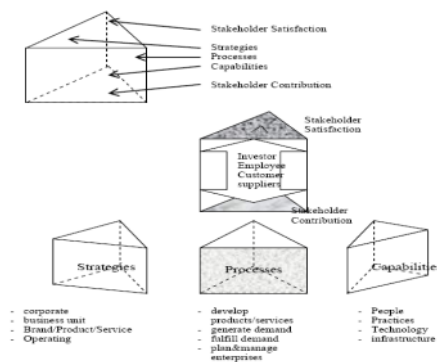 Stakeholder Satisfaction
Strategies
Processes
Capabilities
Stakeholder Contribution
Stakeholder
Satisfaction
Investor
Employee
Customer
suppliers
Stakeholder
Contribution
Strategies
Processes
Capabilities
- corporate
- business unit
- Brand/Product/Service
- Operating
- develop
products/services
- generate demand
- fulfill demand
- plan&manage
enterprises
- People
- Practices
- Technology
- infrastructure